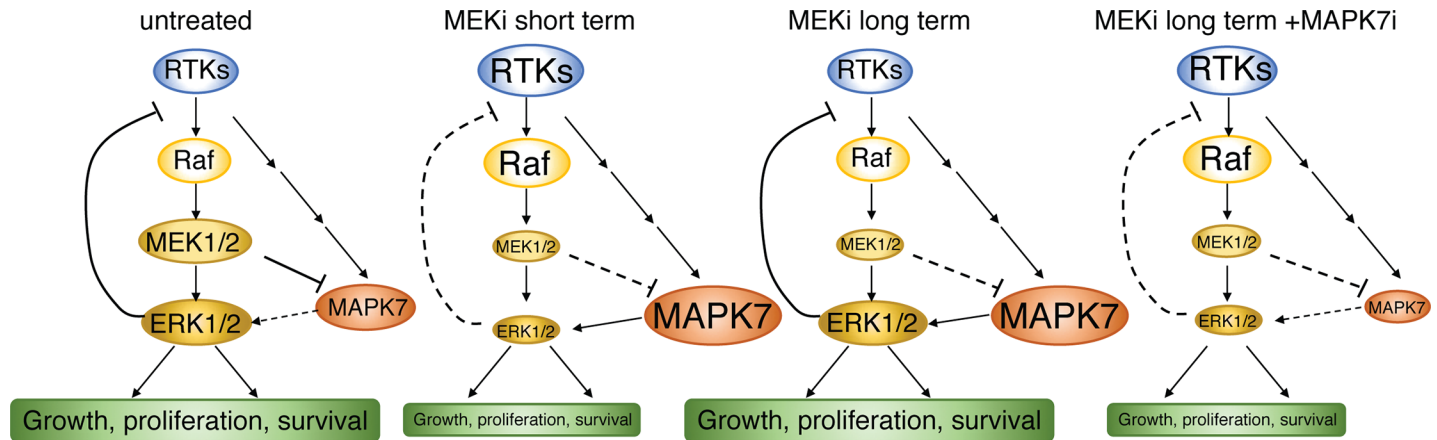 untreated
RTKs
Raf
MEK1/2
MAPK7
ERK1/2
Growth, proliferation, survival
MEKi short term
RTKs
Raf
MEK1/2
MAPK7
ERK1/2
Growth, proliferation, survival
MEKi long term
RTKs
Raf
MEK1/2
MAPK7
ERK1/2
Growth, proliferation, survival
MEKi long term +MAPK7i
RTKs
Raf
MEK1/2
MAPK7
ERK1/2
Growth, proliferation, survival